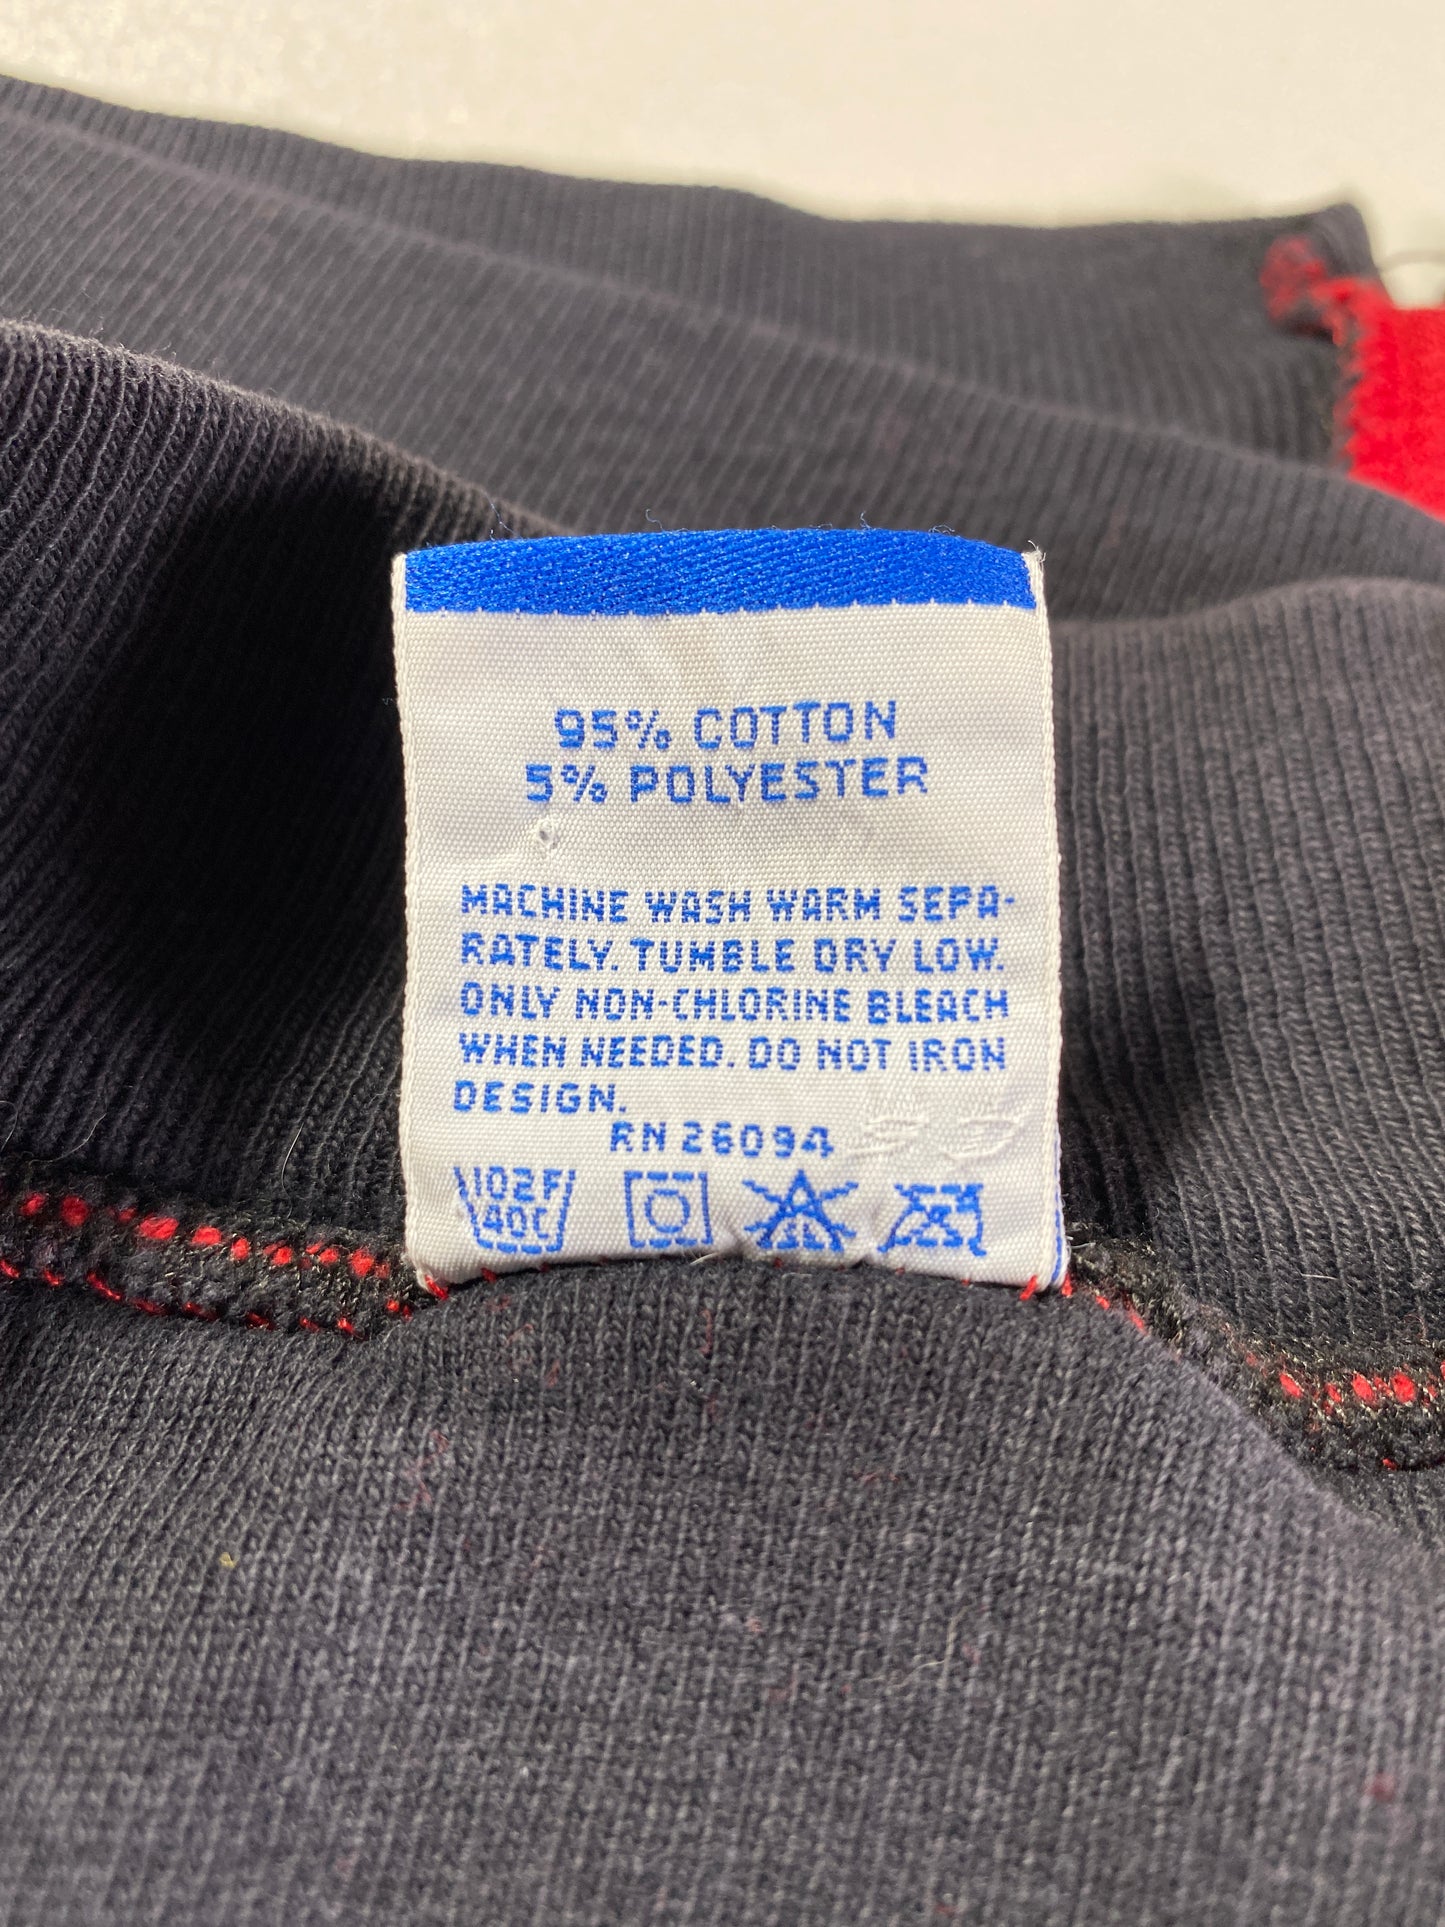 95% COTTON
5% POLYESTER
MACHINE WASH WARM SEPA-
RATELY. TUMBLE DRY LOW.
ONLY NON-CHLORINE BLEACH
WHEN NEEDED. DO NOT IRON
DESIGN.
RN 26094
102F
40C